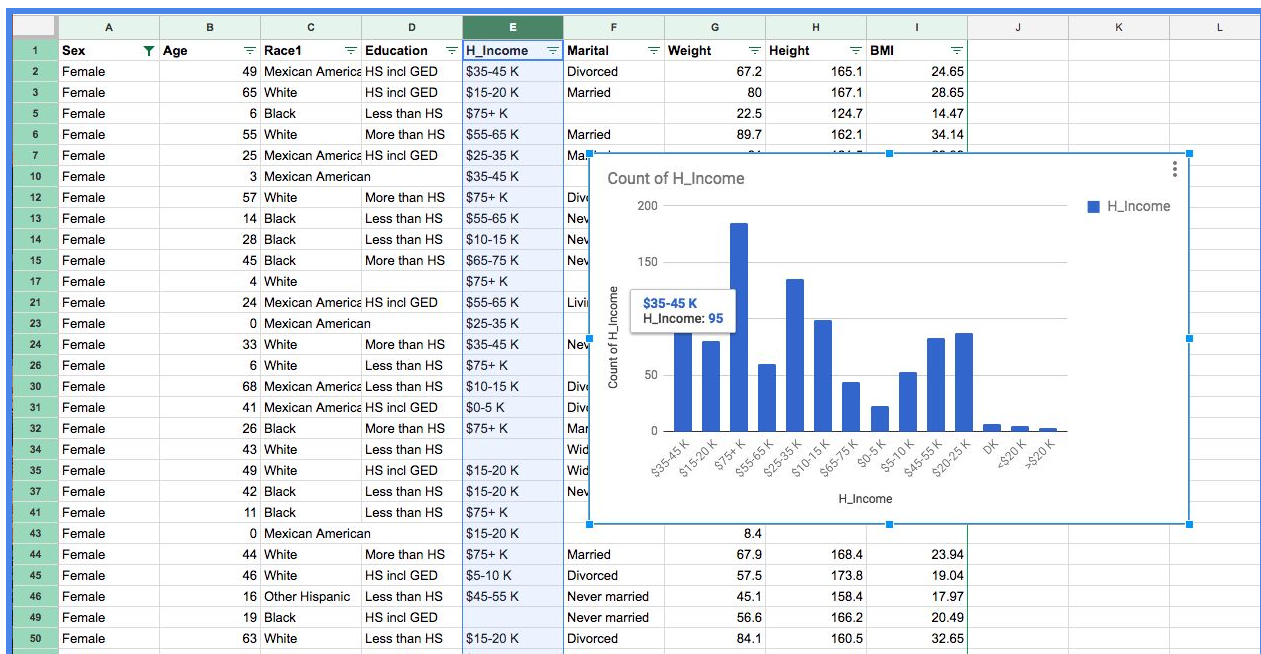 A B C D E F G H I J K L
1 Sex Age Race1 Education H_Income Marital Weight Height BMI
2 Female 49 Mexican America HS incl GED $35-45 K Divorced 67.2 165.1 24.65
3 Female 65 White HS incl GED $15-20 K Married 80 167.1 28.65
5 Female 6 Black Less than HS $75+ K 22.5 124.7 14.47
6 Female 55 White More than HS $55-65 K Married 89.7 162.1 34.14
7 Female 25 Mexican America HS incl GED $25-35 K
10 Female 3 Mexican American $35-45 K
12 Female 57 White More than HS $75+ K Div
13 Female 14 Black Less than HS $55-65 K Nev
14 Female 28 Black Less than HS $10-15 K Nev
15 Female 45 Black More than HS $65-75 K Nev
17 Female 4 White $75+ K
21 Female 24 Mexican America HS incl GED $55-65 K Livi
23 Female 0 Mexican American $25-35 K
24 Female 33 White More than HS $35-45 K Nev
26 Female 6 White Less than HS $75+ K
30 Female 68 Mexican America Less than HS $10-15 K Div
31 Female 41 Mexican America HS incl GED $0-5 K Div
32 Female 26 Black More than HS $75+ K Mar
34 Female 43 White Less than HS Wid
35 Female 49 White HS incl GED $15-20 K Wid
37 Female 42 Black Less than HS $15-20 K Nev
41 Female 11 Black Less than HS $75+ K
43 Female 0 Mexican American $15-20 K 8.4
44 Female 44 White More than HS $75+ K Married 67.9 168.4 23.94
45 Female 46 White HS incl GED $5-10 K Divorced 57.5 173.8 19.04
46 Female 16 Other Hispanic Less than HS $45-55 K Never married 45.1 158.4 17.97
49 Female 19 Black HS incl GED Never married 56.6 166.2 20.49
50 Female 63 White Less than HS $15-20 K Divorced 84.1 160.5 32.65
Count of H_Income
H_Income
200
150
50
0
Count of H_Income
$35-45 K
H_Income: 95
$35-45 K $15-20 K $75+ K $55-65 K $25-35 K $10-15 K $65-75 K $0-5 K $5-10 K $45-55 K $20-25 K DK <$20 K >$20 K
H_Income